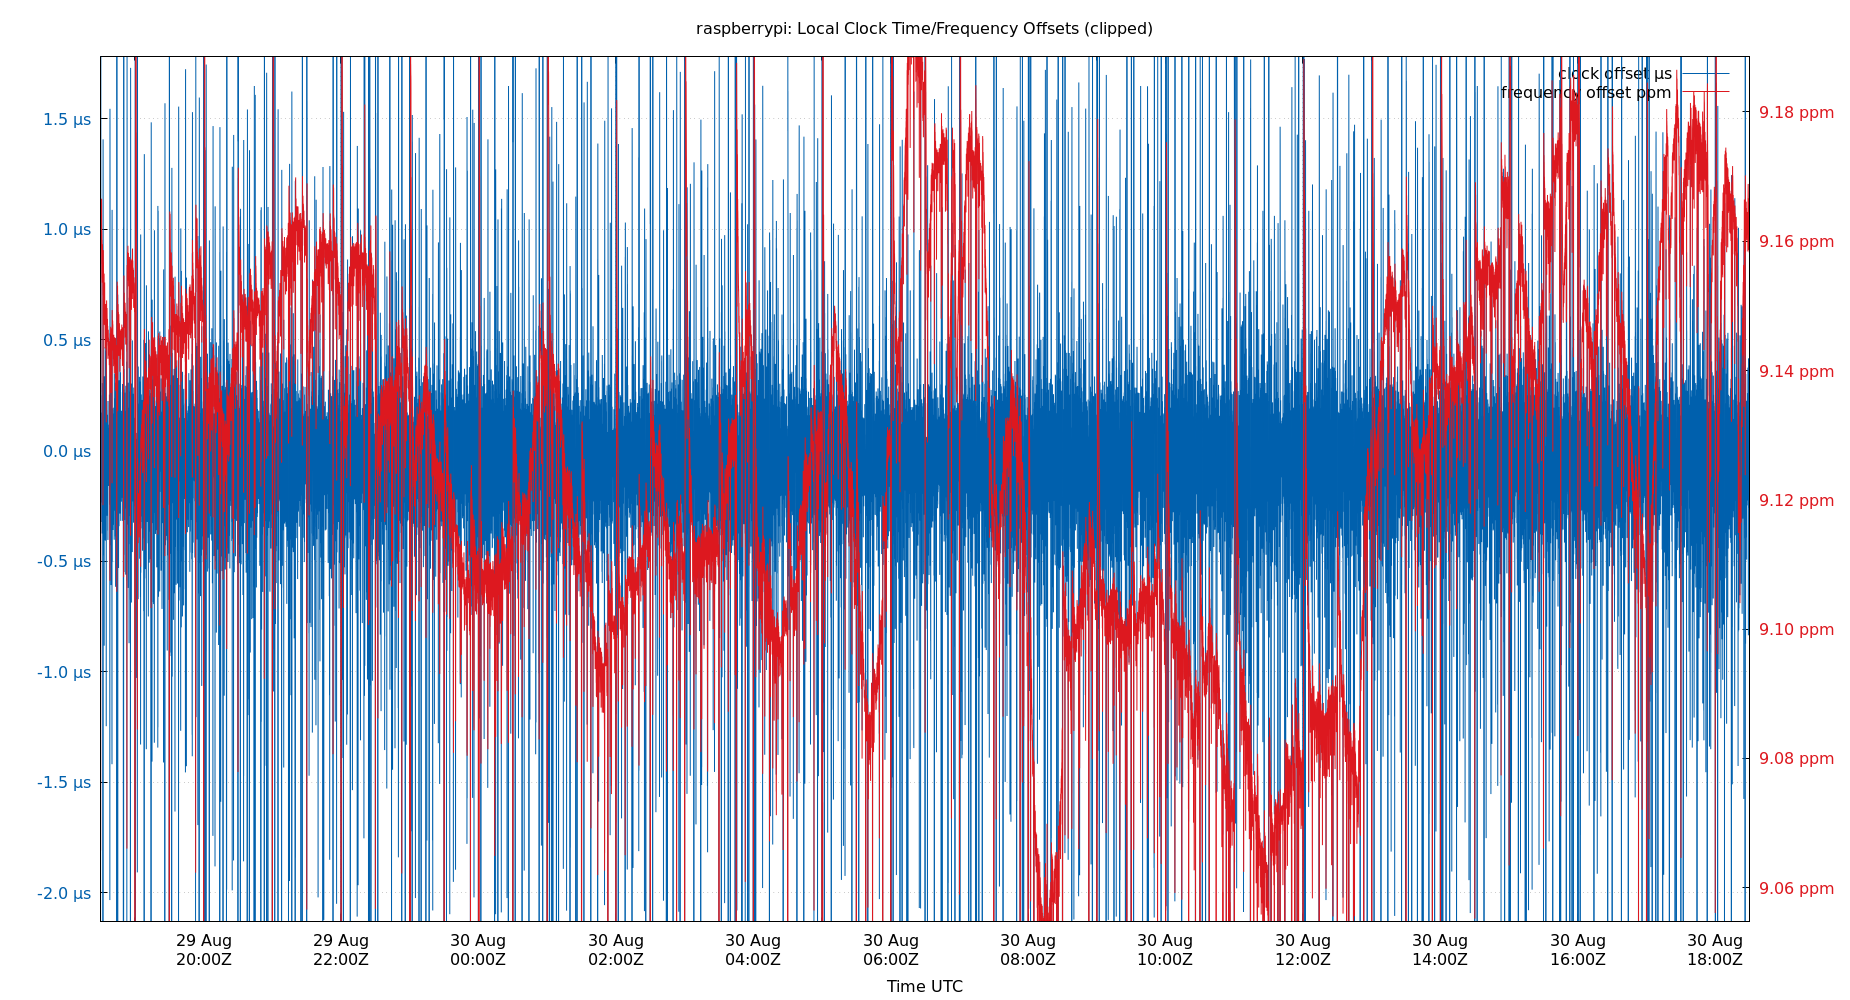 raspberrypi: Local Clock Time/Frequency Offsets (clipped)
clock offset µs
frequency offset ppm
1.5 µs
1.0 µs
0.5 µs
0.0 µs
-0.5 µs
-1.0 µs
-1.5 µs
-2.0 µs
9.18 ppm
9.16 ppm
9.14 ppm
9.12 ppm
9.10 ppm
9.08 ppm
9.06 ppm
29 Aug
20:00Z
29 Aug
22:00Z
30 Aug
00:00Z
30 Aug
02:00Z
30 Aug
04:00Z
30 Aug
06:00Z
30 Aug
08:00Z
30 Aug
10:00Z
30 Aug
12:00Z
30 Aug
14:00Z
30 Aug
16:00Z
30 Aug
18:00Z
Time UTC